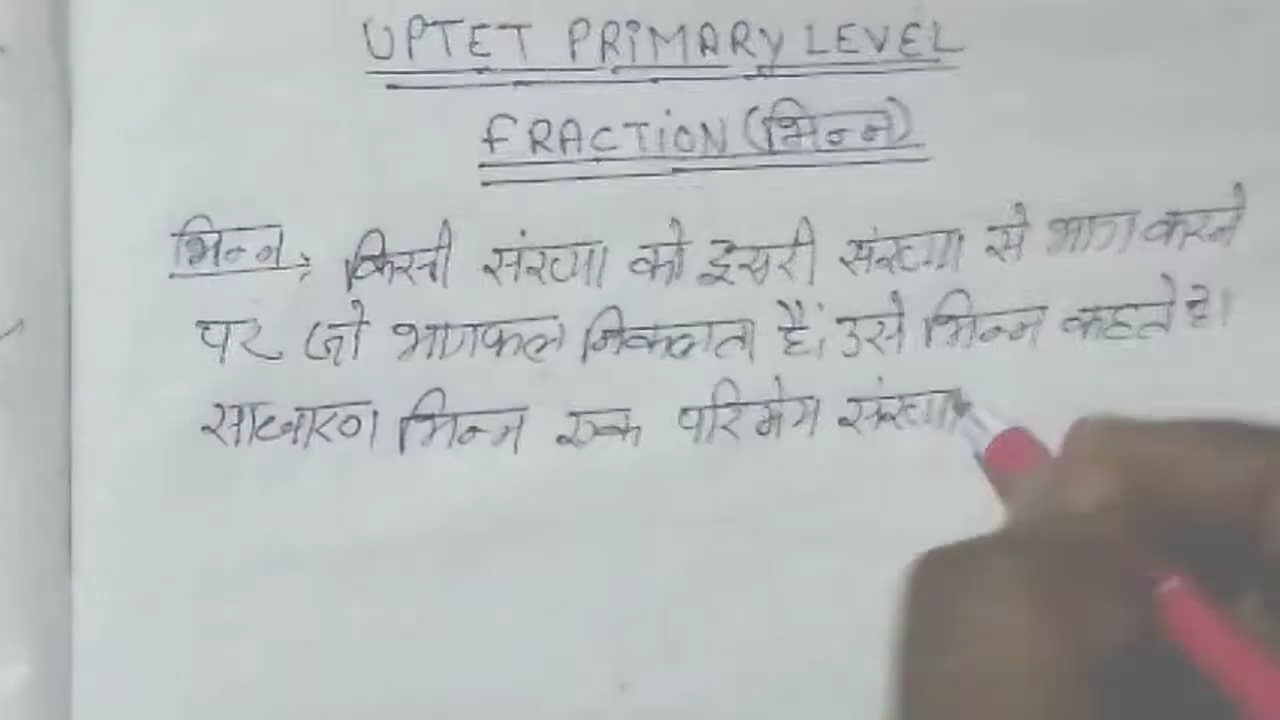 UPTET PRIMARY LEVEL
FRACTION (भिन्न)
भिन्न: किसी संख्या को दूसरी संख्या से भाग करने
पर जो भागफल निकलता है, उसे भिन्न कहते है।
साधारण भिन्न एक परिमेय संख्या